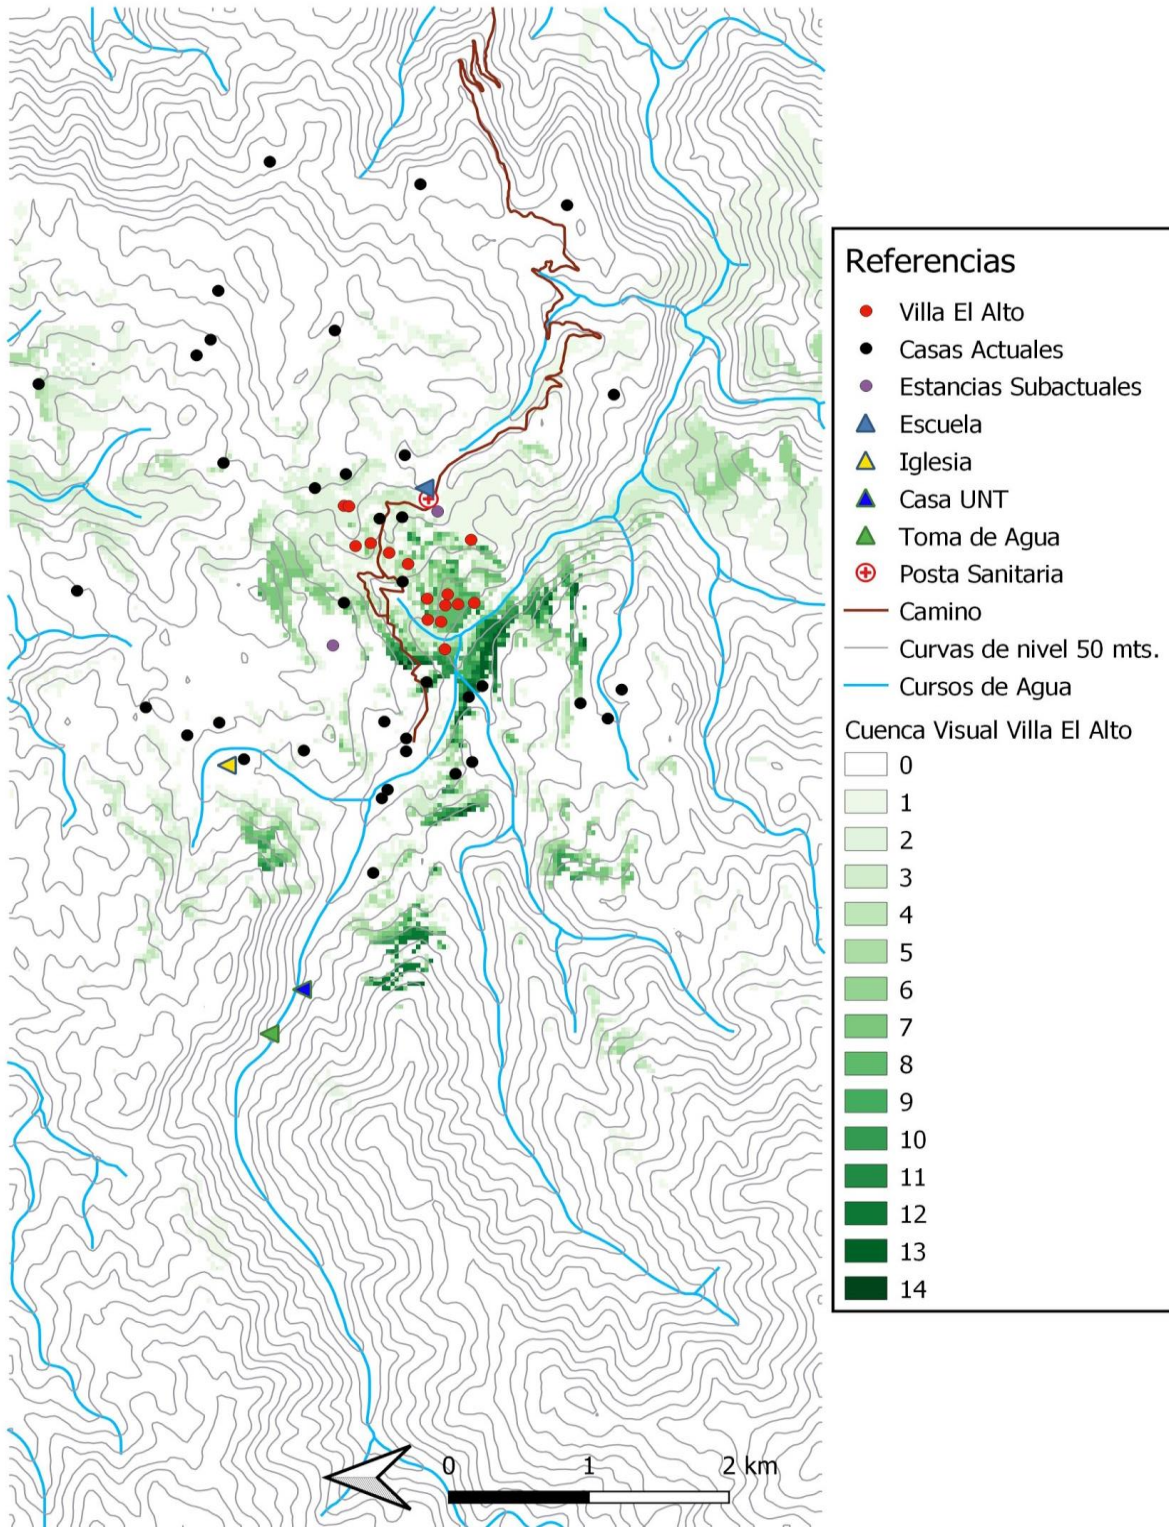 Referencias
Villa El Alto
Casas Actuales
Estancias Subactuales
Escuela
Iglesia
Casa UNT
Toma de Agua
Posta Sanitaria
Camino
Curvas de nivel 50 mts.
Cursos de Agua
Cuenca Visual Villa El Alto
0
1
2
3
4
5
6
7
8
9
10
11
12
13
14
0 1 2 km